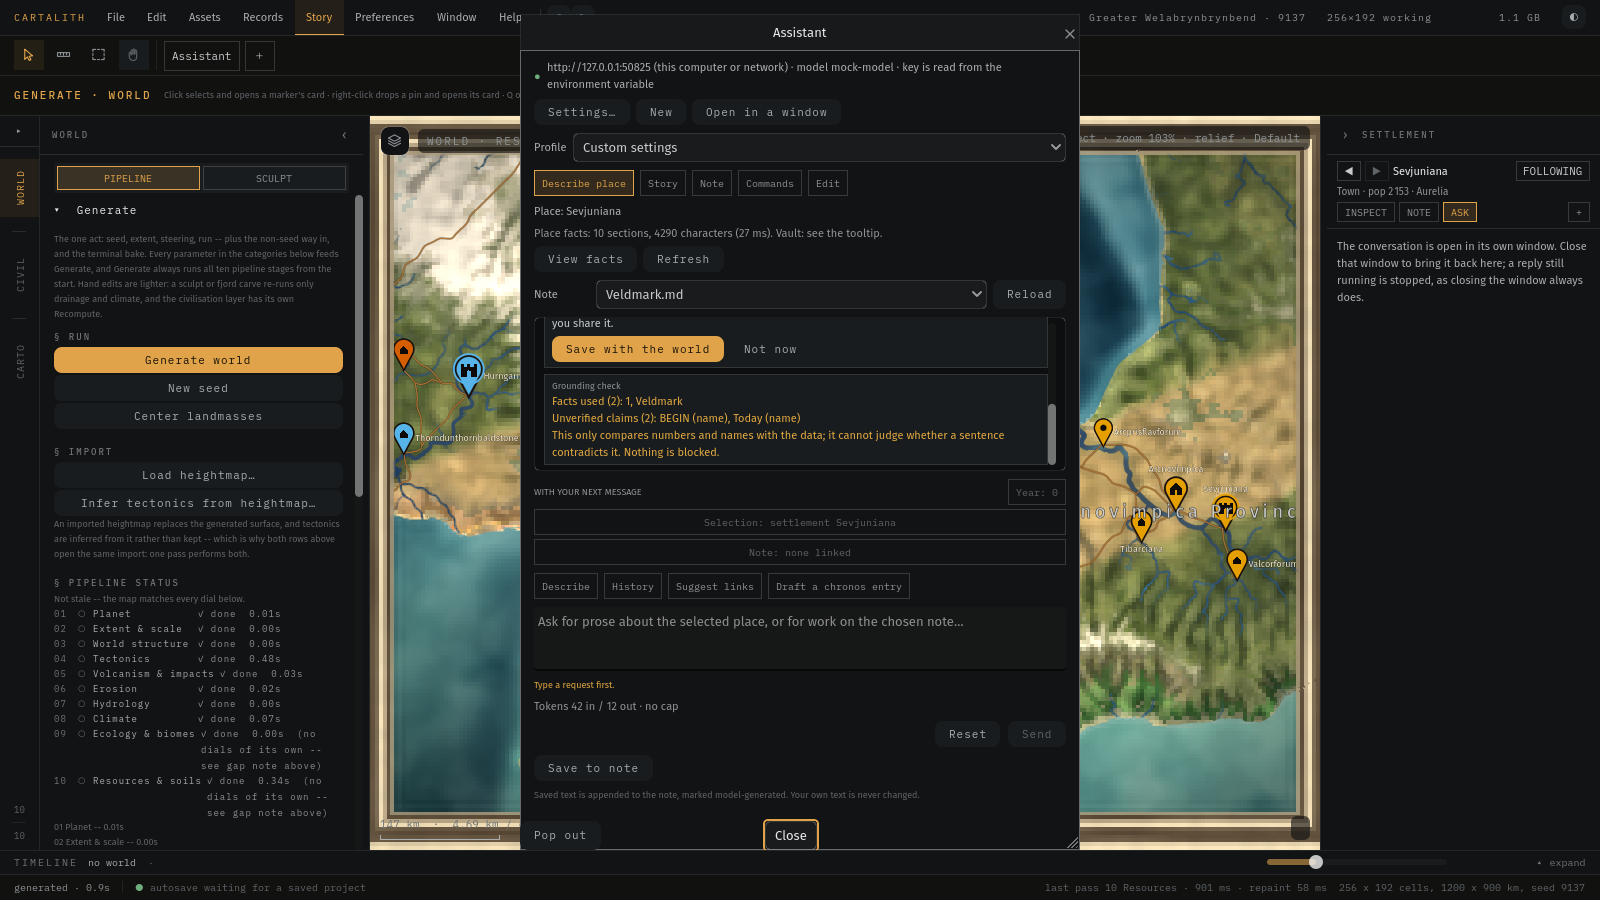 CARTALITH File Edit Assets Records Story Preferences Window Help
Greater Welabrynbrynbend · 9137 256×192 working 1.1 GB
Assistant +
GENERATE · WORLD Click selects and opens a marker's card · right-click drops a pin and opens its card · Q o
▸
WORLD
CIVIL
CARTO
10
10
WORLD ‹
PIPELINE SCULPT
▾ Generate
The one act: seed, extent, steering, run -- plus the non-seed way in,
and the terminal bake. Every parameter in the categories below feeds
Generate, and Generate always runs all ten pipeline stages from the
start. Hand edits are lighter: a sculpt or fjord carve re-runs only
drainage and climate, and the civilisation layer has its own
Recompute.
§ RUN
Generate world
New seed
Center landmasses
§ IMPORT
Load heightmap…
Infer tectonics from heightmap…
An imported heightmap replaces the generated surface, and tectonics
are inferred from it rather than kept -- which is why both rows above
open the same import: one pass performs both.
§ PIPELINE STATUS
Not stale -- the map matches every dial below.
01 ○ Planet √ done 0.01s
02 ○ Extent & scale √ done 0.00s
03 ○ World structure √ done 0.00s
04 ○ Tectonics √ done 0.48s
05 ○ Volcanism & impacts √ done 0.03s
06 ○ Erosion √ done 0.02s
07 ○ Hydrology √ done 0.00s
08 ○ Climate √ done 0.07s
09 ○ Ecology & biomes √ done 0.00s (no
dials of its own --
see gap note above)
10 ○ Resources & soils √ done 0.34s (no
dials of its own --
see gap note above)
01 Planet -- 0.01s
02 Extent & scale -- 0.00s
WORLD · RES
Hurngar
Thorndunthornbaldstone
Assistant ×
http://127.0.0.1:50825 (this computer or network) · model mock-model · key is read from the
environment variable
Settings… New Open in a window
Profile Custom settings
Describe place Story Note Commands Edit
Place: Sevjuniana
Place facts: 10 sections, 4290 characters (27 ms). Vault: see the tooltip.
View facts Refresh
Note Veldmark.md Reload
you share it.
Save with the world Not now
Grounding check
Facts used (2): 1, Veldmark
Unverified claims (2): BEGIN (name), Today (name)
This only compares numbers and names with the data; it cannot judge whether a sentence
contradicts it. Nothing is blocked.
WITH YOUR NEXT MESSAGE Year: 0
Selection: settlement Sevjuniana
Note: none linked
Describe History Suggest links Draft a chronos entry
Ask for prose about the selected place, or for work on the chosen note…
Type a request first.
Tokens 42 in / 12 out · no cap
Reset Send
Save to note
Saved text is appended to the note, marked model-generated. Your own text is never changed.
Pop out Close
ct · zoom 103% · relief · Default
Tibarciana
Valcorforum
novimpica Provinc
› SETTLEMENT
◀ ▶ Sevjuniana FOLLOWING
Town · pop 2153 · Aurelia
INSPECT NOTE ASK +
The conversation is open in its own window. Close
that window to bring it back here; a reply still
running is stopped, as closing the window always
does.
TIMELINE no world · ▴ expand
generated · 0.9s ● autosave waiting for a saved project
last pass 10 Resources · 901 ms · repaint 58 ms 256 x 192 cells, 1200 x 900 km, seed 9137